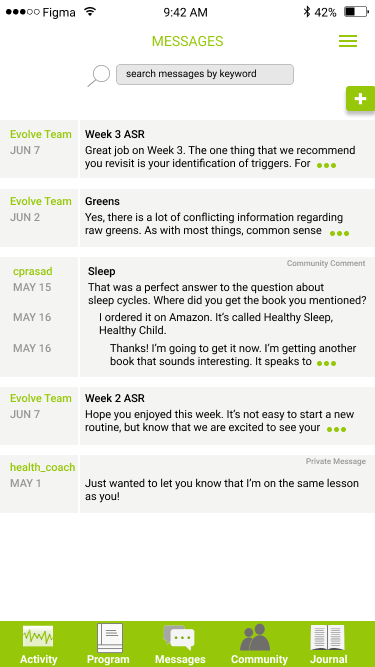 Figma 9:42 AM 42%
MESSAGES
search messages by keyword
+
Evolve Team Week 3 ASR
JUN 7 Great job on Week 3. The one thing that we recommend
you revisit is your identification of triggers. For •••
Evolve Team Greens
JUN 2 Yes, there is a lot of conflicting information regarding
raw greens. As with most things, common sense •••
Community Comment
cprasad Sleep
MAY 15 That was a perfect answer to the question about
sleep cycles. Where did you get the book you mentioned?
MAY 16 I ordered it on Amazon. It's called Healthy Sleep,
Healthy Child.
MAY 16 Thanks! I'm going to get it now. I'm getting another
book that sounds interesting. It speaks to •••
Evolve Team Week 2 ASR
JUN 7 Hope you enjoyed this week. It's not easy to start a new
routine, but know that we are excited to see your •••
Private Message
health_coach
MAY 1 Just wanted to let you know that I'm on the same lesson
as you!
Activity Program Messages Community Journal